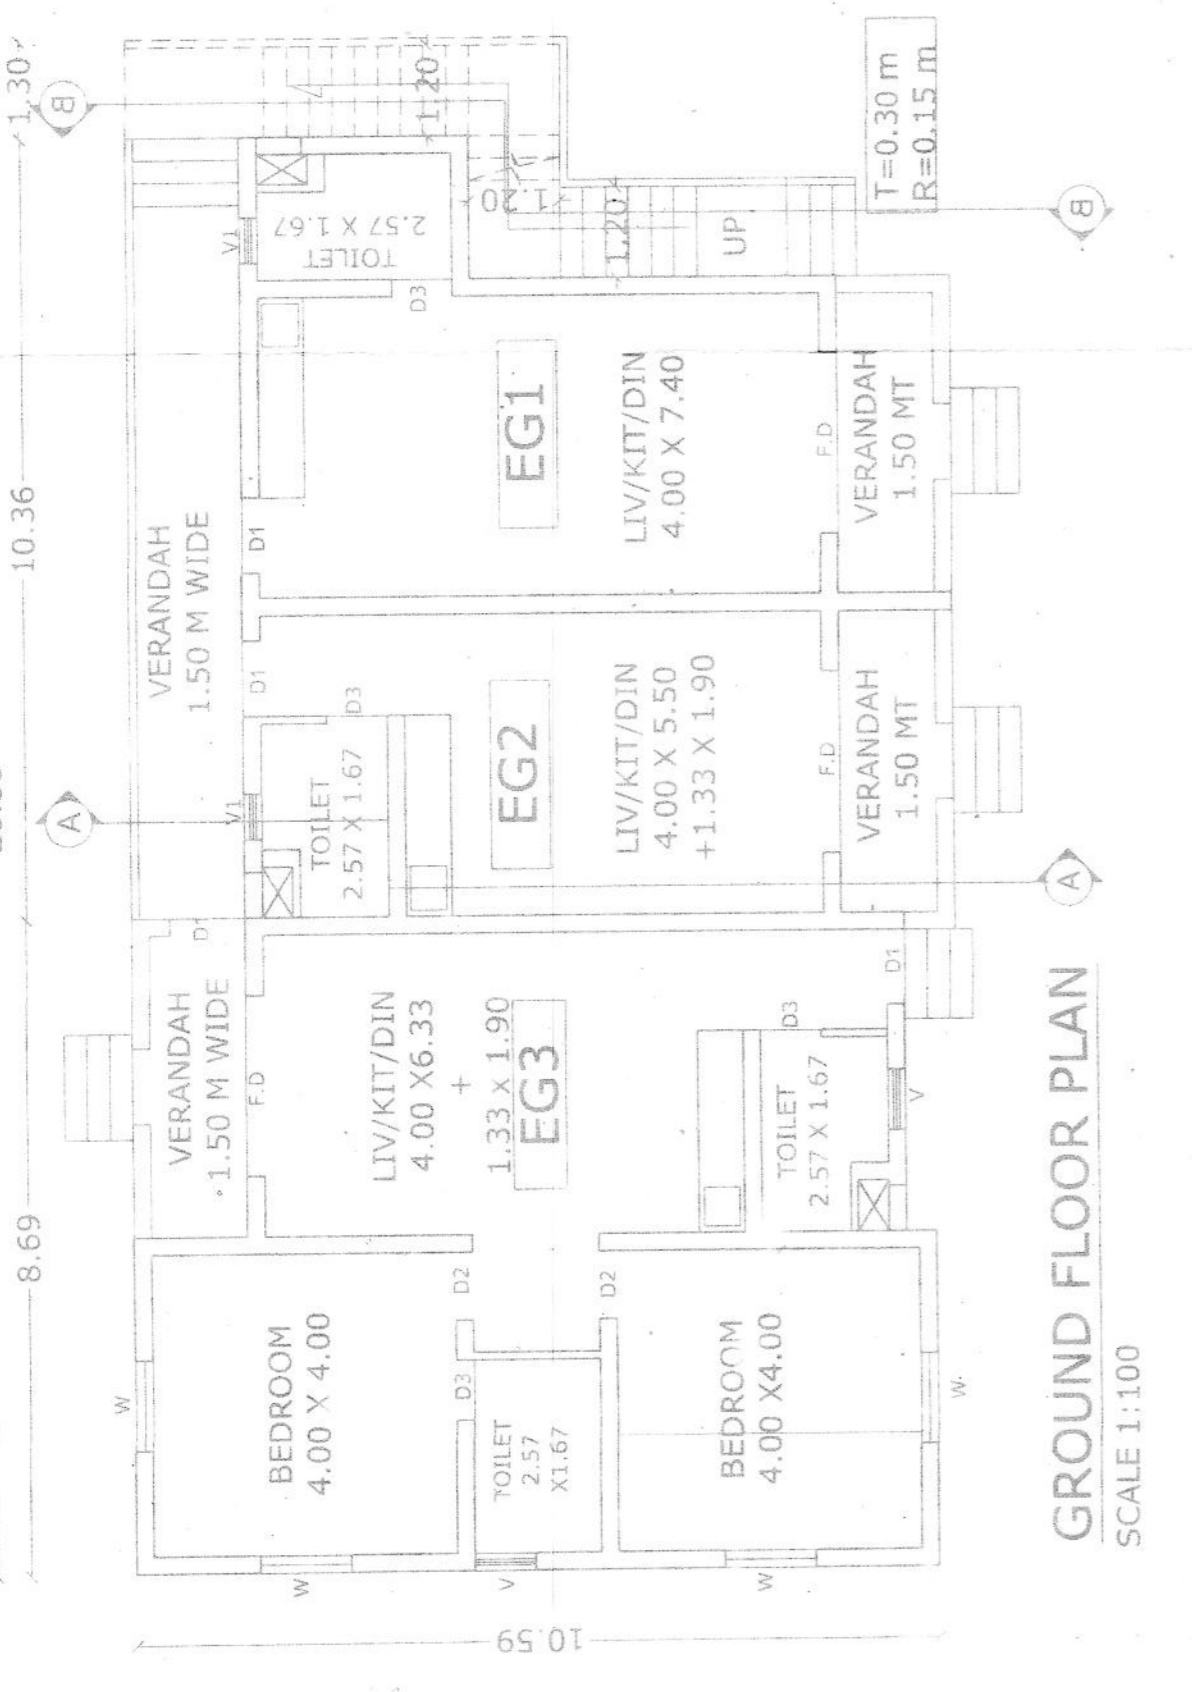 8.69
10.36
1.30
B
A
VERANDAH
1.50 M WIDE
VERANDAH
1.50 M WIDE
W
BEDROOM
4.00 X 4.00
W
D2
D3
TOILET
2.57
X1.67
V
D2
BEDROOM
4.00 X4.00
W
W
10.59
F.D
D1
LIV/KIT/DIN
4.00 X6.33
+
1.33 x 1.90
EG3
TOILET
2.57 X 1.67
D3
D1
V
V1
TOILET
2.57 X 1.67
D3
D1
EG2
LIV/KIT/DIN
4.00 X 5.50
+1.33 X 1.90
F.D
VERANDAH
1.50 MT
D1
EG1
LIV/KIT/DIN
4.00 X 7.40
F.D
VERANDAH
1.50 MT
V1
TOILET
2.57 X 1.67
D3
1.20
1.20
1.20
UP
T=0.30 m
R=0.15 m
A
B
GROUND FLOOR PLAN
SCALE 1:100